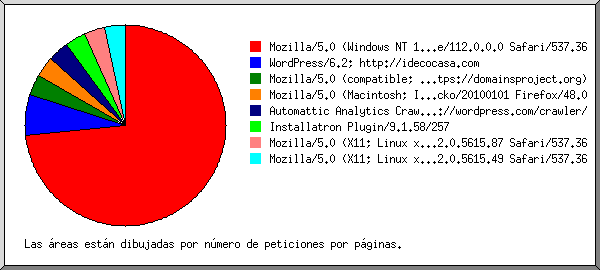 Mozilla/5.0 (Windows NT 1...e/112.0.0.0 Safari/537.36
WordPress/6.2; http://idecocasa.com
Mozilla/5.0 (compatible; ...tps://domainsproject.org)
Mozilla/5.0 (Macintosh; I...cko/20100101 Firefox/48.0
Automattic Analytics Craw...://wordpress.com/crawler/
Installatron Plugin/9.1.58/257
Mozilla/5.0 (X11; Linux x...2.0.5615.87 Safari/537.36
Mozilla/5.0 (X11; Linux x...2.0.5615.49 Safari/537.36
Las áreas están dibujadas por número de peticiones por páginas.